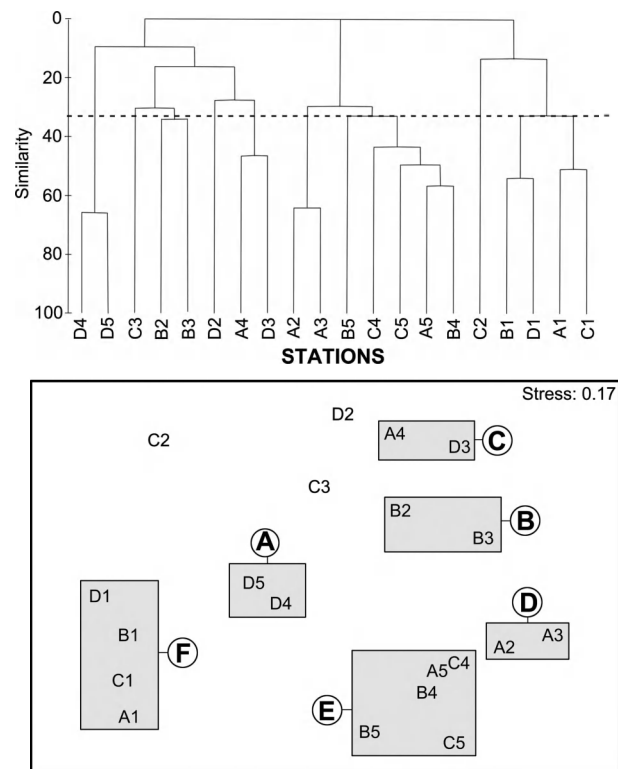 0
20
40
60
80
100
Similarity
D4 D5 C3 B2 B3 D2 A4 D3 A2 A3 B5 C4 C5 A5 B4 C2 B1 D1 A1 C1
STATIONS
Stress: 0.17
D2
C2
A4
D3
C
C3
B2
B3
B
A
D5
D4
D1
B1
C1
A1
F
D
A2
A3
C4
A5
B4
B5
C5
E